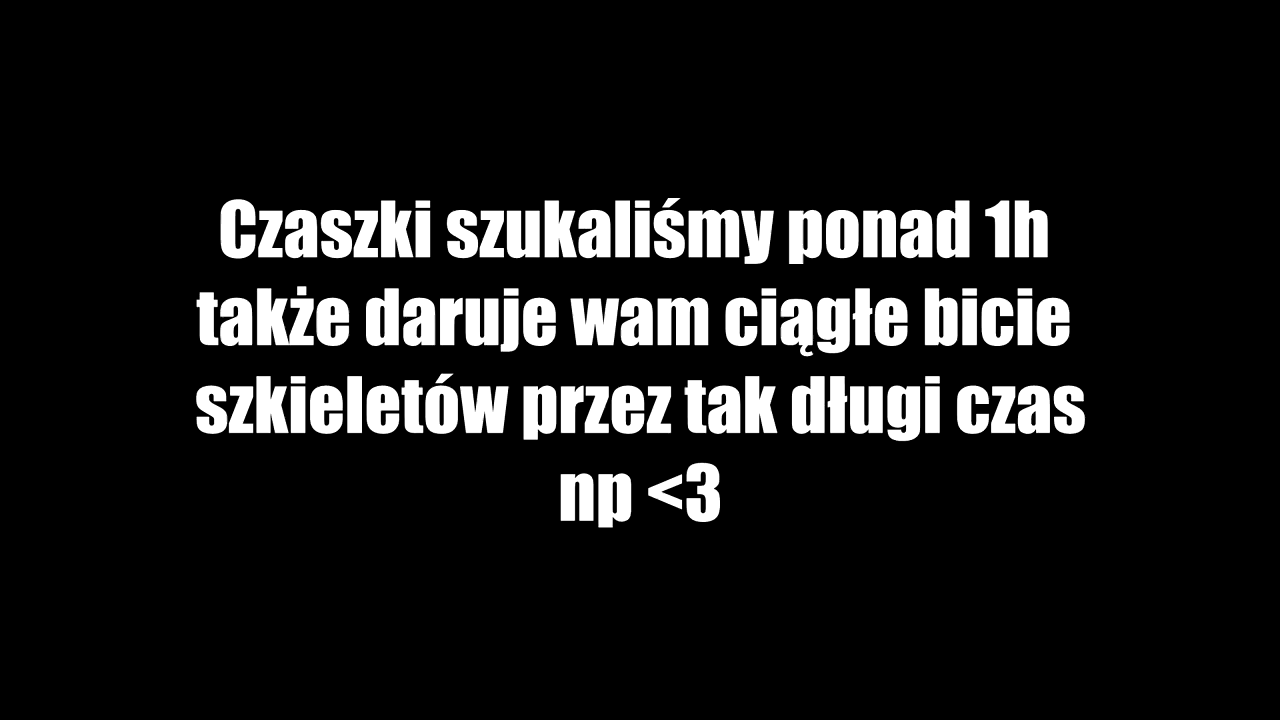 Czaszki szukaliśmy ponad 1h
także daruje wam ciągłe bicie
szkieletów przez tak długi czas
np <3